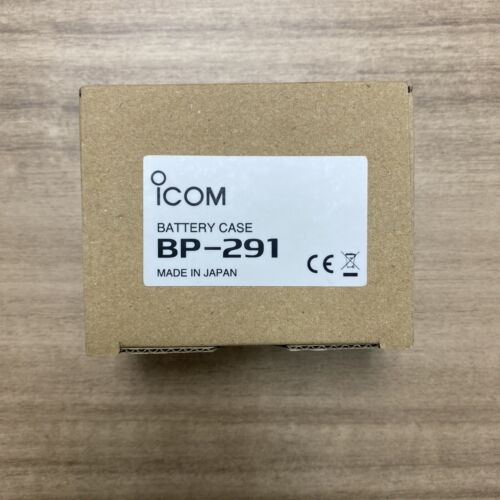 ICOM
BATTERY CASE
BP-291
MADE IN JAPAN
CE